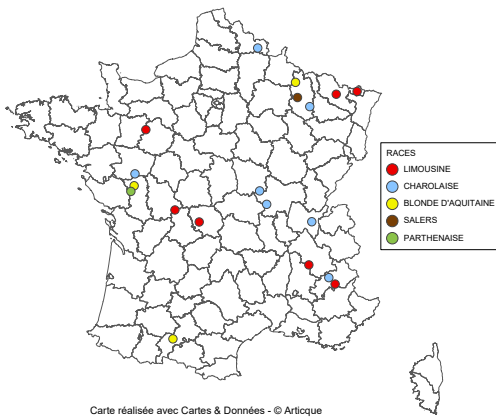 RACES
LIMOUSINE
CHAROLAISE
BLONDE D'AQUITAINE
SALERS
PARTHENAISE
Carte réalisée avec Cartes & Données - © Articque